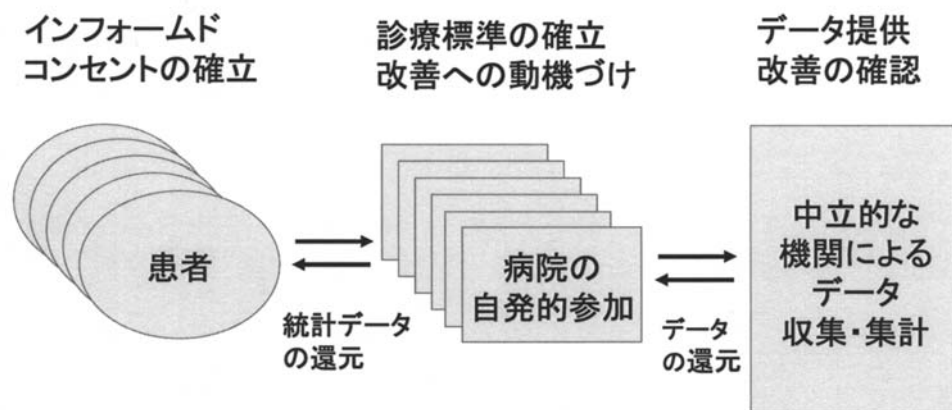 インフォームド
コンセントの確立
診療標準の確立
改善への動機づけ
データ提供
改善の確認
患者
統計データ
の還元
病院の
自発的参加
データ
の還元
中立的な
機関による
データ
収集・集計